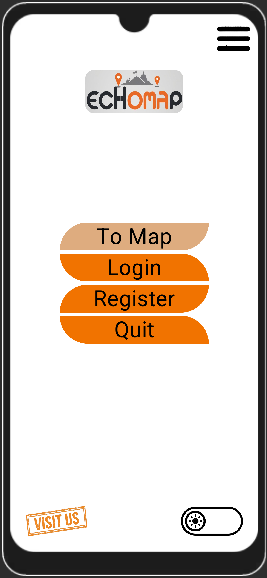 ECHOMAP
To Map
Login
Register
Quit
VISIT US